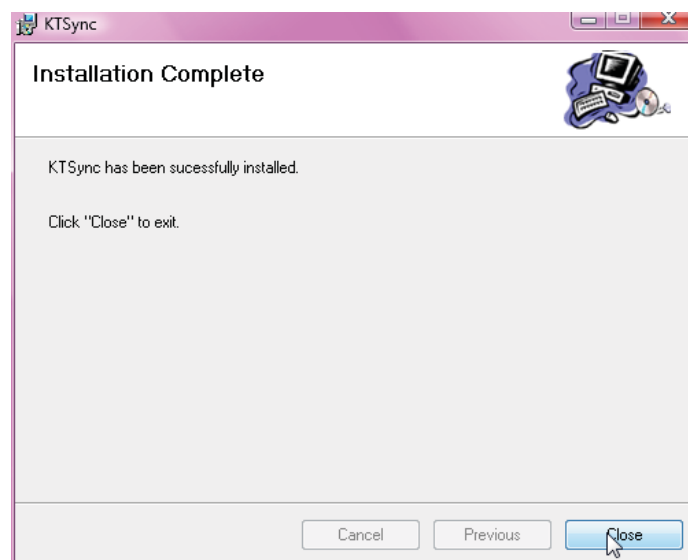 KTSync
Installation Complete
KTSync has been sucessfully installed.
Click "Close" to exit.
Cancel
Previous
Close